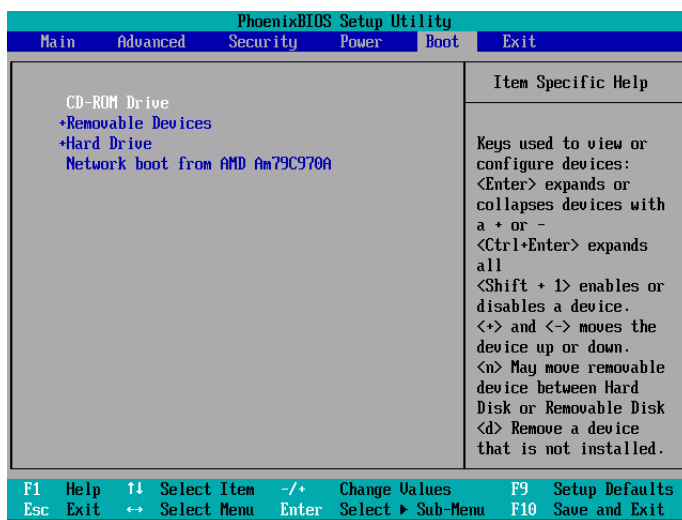 PhoenixBIOS Setup Utility
Main Advanced Security Power Boot Exit
CD-ROM Drive
+Removable Devices
+Hard Drive
Network boot from AMD Am79C970A
Item Specific Help
Keys used to view or
configure devices:
<Enter> expands or
collapses devices with
a + or -
<Ctrl+Enter> expands
all
<Shift + 1> enables or
disables a device.
<+> and <-> moves the
device up or down.
<n> May move removable
device between Hard
Disk or Removable Disk
<d> Remove a device
that is not installed.
F1 Help ↑↓ Select Item -/+ Change Values F9 Setup Defaults
Esc Exit ↔ Select Menu Enter Select ▶ Sub-Menu F10 Save and Exit